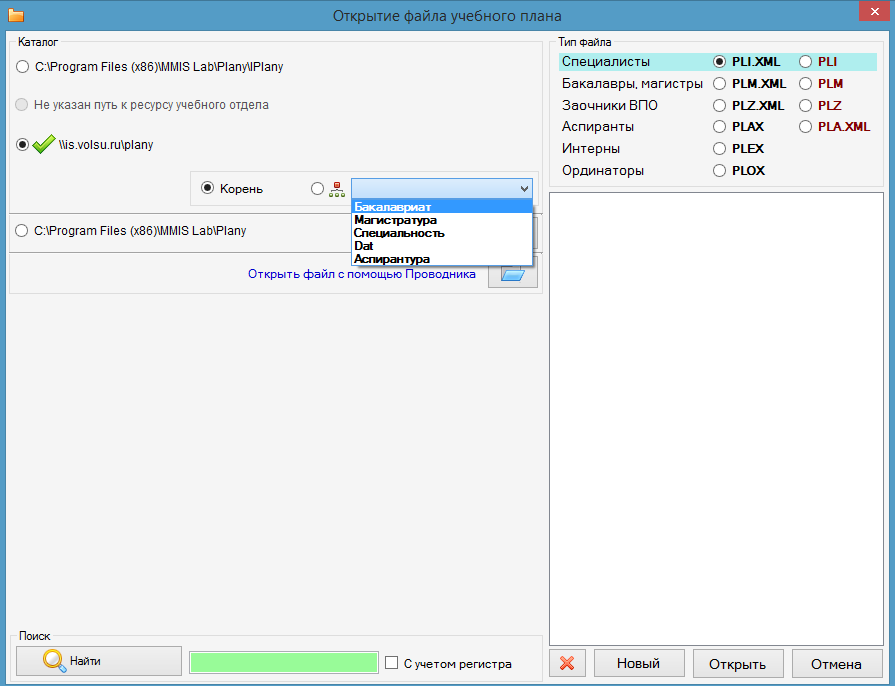 Открытие файла учебного плана
Каталог
C:\Program Files (x86)\MMIS Lab\Plany\IPlany
Не указан путь к ресурсу учебного отдела
\\is.volsu.ru\plany
Корень
Бакалавриат
Магистратура
Специальность
Dat
Аспирантура
C:\Program Files (x86)\MMIS Lab\Plany
Открыть файл с помощью Проводника
Тип файла
Специалисты PLI.XML PLI
Бакалавры, магистры PLM.XML PLM
Заочники ВПО PLZ.XML PLZ
Аспиранты PLAX PLA.XML
Интерны PLEX
Ординаторы PLOX
Поиск
Найти
С учетом регистра
Новый
Открыть
Отмена